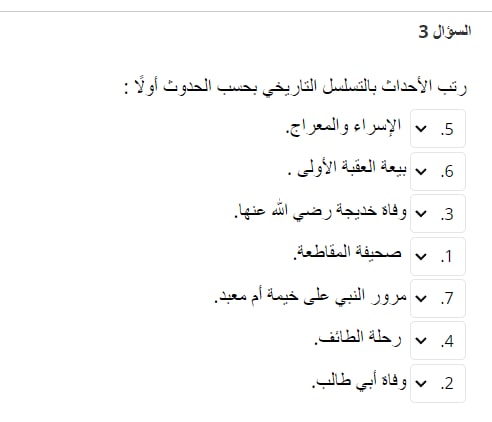 السؤال 3
رتب الأحداث بالتسلسل التاريخي بحسب الحدوث أولًا :
5. الإسراء والمعراج.
6. بيعة العقبة الأولى .
3. وفاة خديجة رضي الله عنها.
1. صحيفة المقاطعة.
7. مرور النبي على خيمة أم معبد.
4. رحلة الطائف.
2. وفاة أبي طالب.